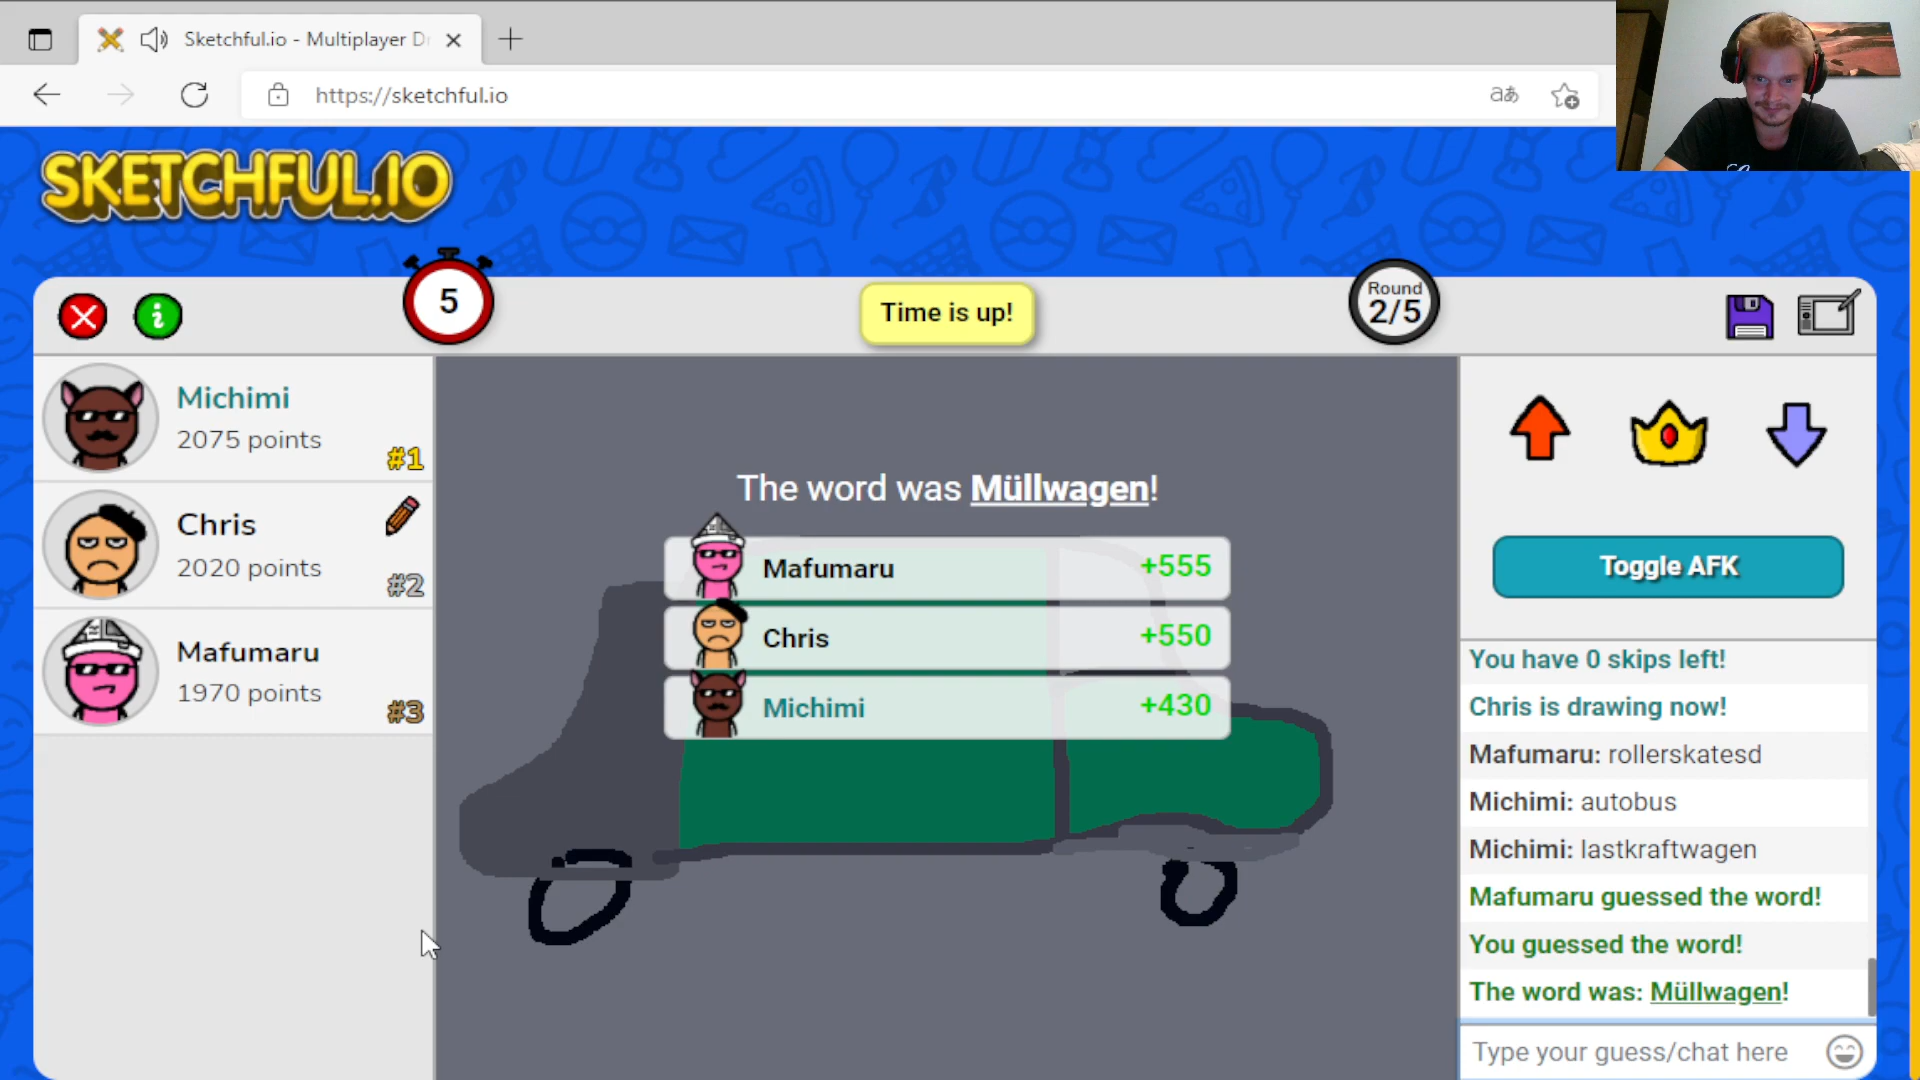 Sketchful.io - Multiplayer D
https://sketchful.io
aあ
SKETCHFUL.IO
5
Time is up!
Round
2/5
Michimi
2075 points
#1
Chris
2020 points
#2
Mafumaru
1970 points
#3
The word was Müllwagen!
Mafumaru +555
Chris +550
Michimi +430
Toggle AFK
You have 0 skips left!
Chris is drawing now!
Mafumaru: rollerskatesd
Michimi: autobus
Michimi: lastkraftwagen
Mafumaru guessed the word!
You guessed the word!
The word was: Müllwagen!
Type your guess/chat here